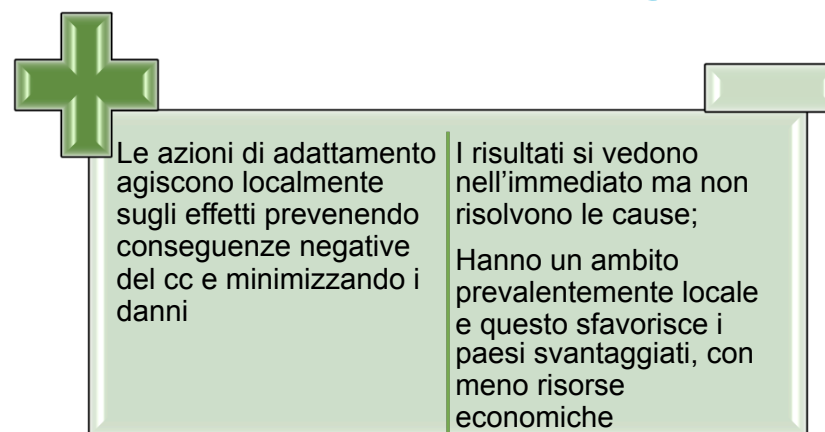 Le azioni di adattamento
agiscono localmente
sugli effetti prevenendo
conseguenze negative
del cc e minimizzando i
danni
I risultati si vedono
nell’immediato ma non
risolvono le cause;
Hanno un ambito
prevalentemente locale
e questo sfavorisce i
paesi svantaggiati, con
meno risorse
economiche